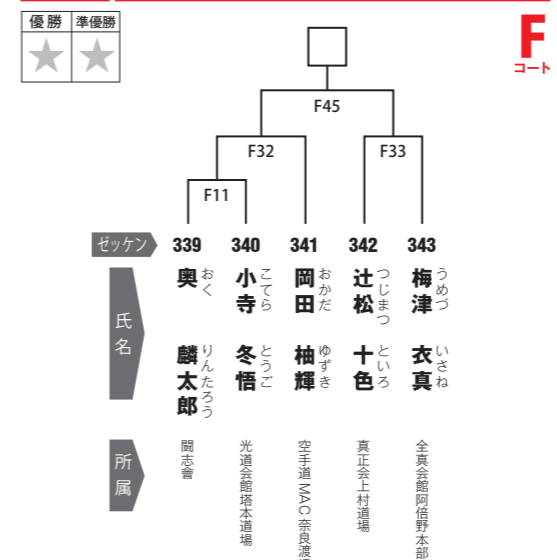 優勝 準優勝
F
コート
F45
F32 F33
F11
ゼッケン 339 340 341 342 343
氏名
奥 おく
麟太郎 りんたろう
小寺 こてら
冬悟 とうご
岡田 おかだ
柚輝 ゆずき
辻松 つじまつ
十色 といろ
梅津 うめづ
衣真 いさね
所属
闘志會
光道会館塔本道場
空手道 MAC 奈良渡
真正会上村道場
全真会館阿倍野本部